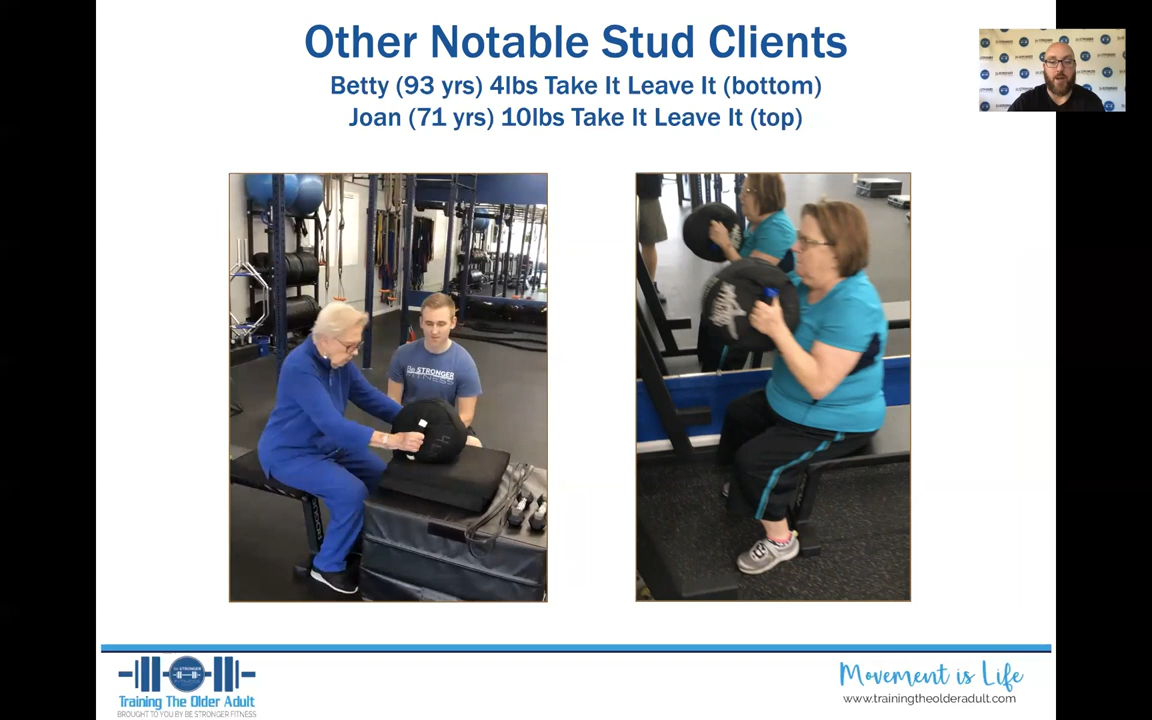 Other Notable Stud Clients
Betty (93 yrs) 4lbs Take It Leave It (bottom)
Joan (71 yrs) 10lbs Take It Leave It (top)
Be STRONGER
FITNESS
Training The Older Adult
BROUGHT TO YOU BY BE STRONGER FITNESS
Movement is Life
www.trainingtheolderadult.com